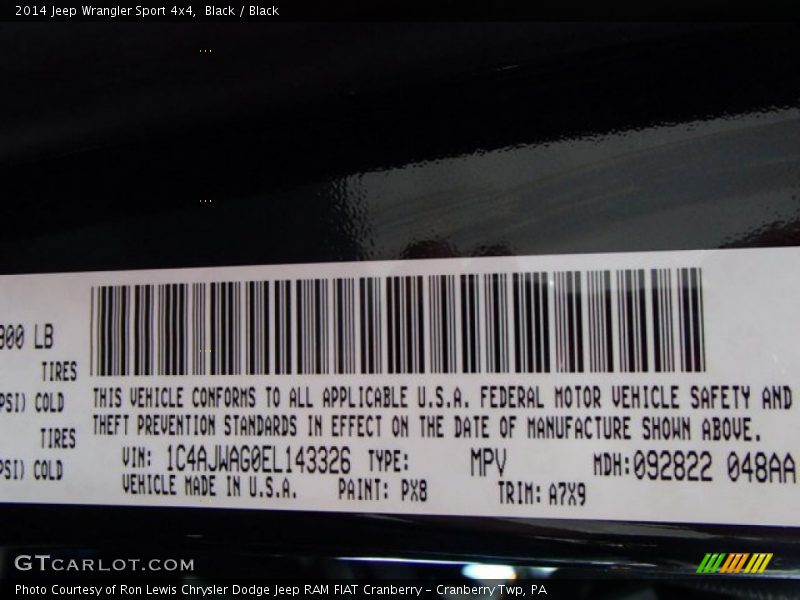 2014 Jeep Wrangler Sport 4x4, Black / Black
LB
TIRES
PSI) COLD
TIRES
PSI) COLD
THIS VEHICLE CONFORMS TO ALL APPLICABLE U.S.A. FEDERAL MOTOR VEHICLE SAFETY AND
THEFT PREVENTION STANDARDS IN EFFECT ON THE DATE OF MANUFACTURE SHOWN ABOVE.
VIN: 1C4AJWAG0EL143326 TYPE: MPV MDH:092822 048AA
VEHICLE MADE IN U.S.A. PAINT: PX8 TRIM: A7X9
GTCARLOT.COM
Photo Courtesy of Ron Lewis Chrysler Dodge Jeep RAM FIAT Cranberry – Cranberry Twp, PA